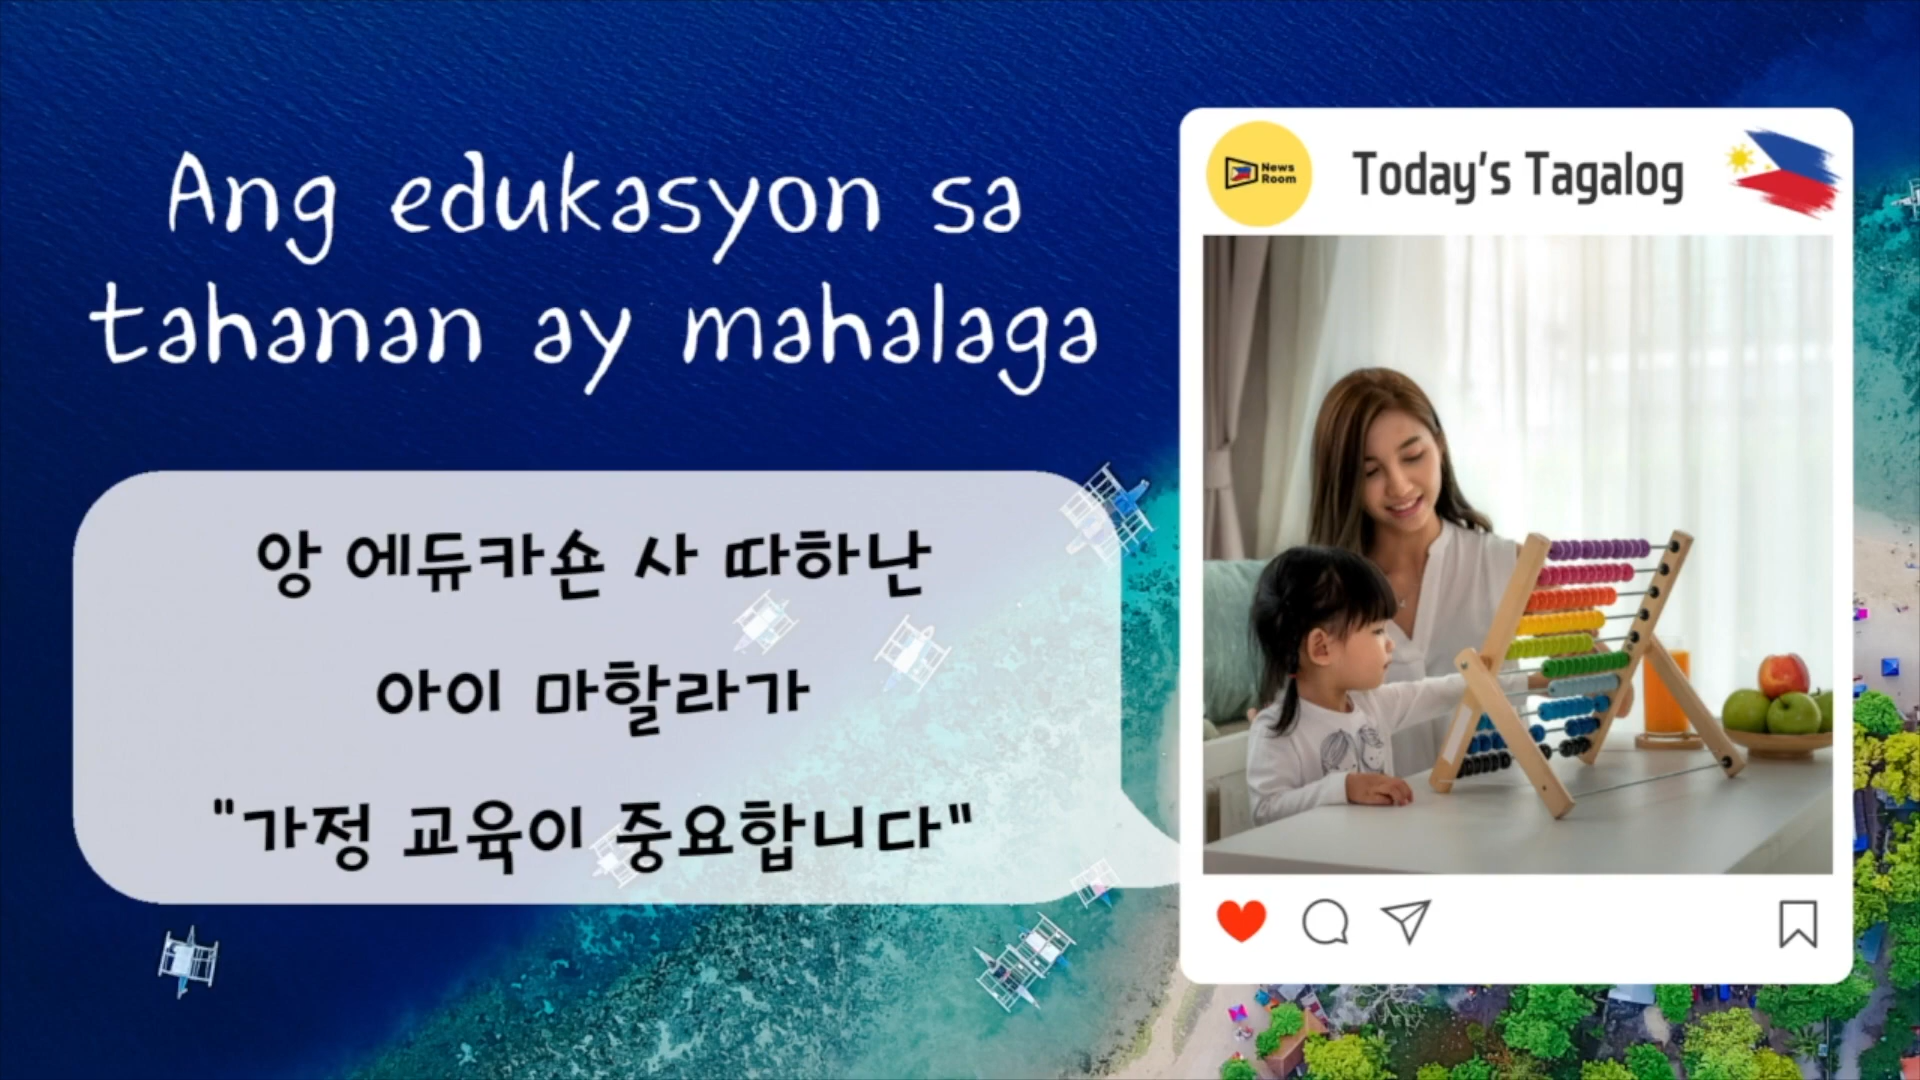 Ang edukasyon sa
tahanan ay mahalaga
앙 에듀카숀 사 따하난
아이 마할라가
"가정 교육이 중요합니다"
News
Room
Today's Tagalog